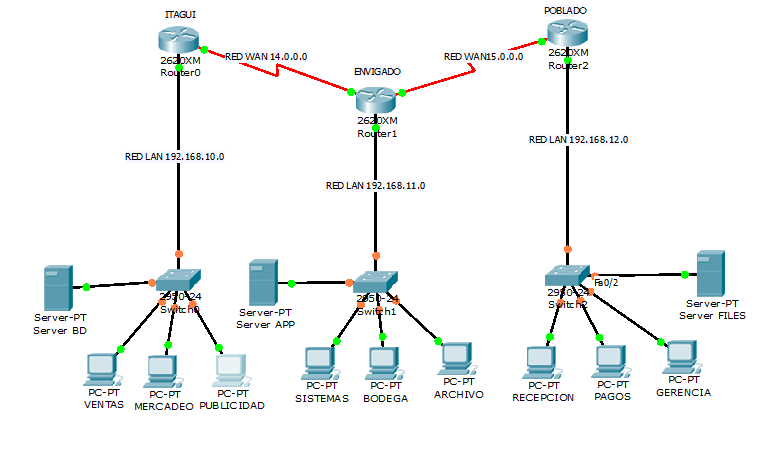 ITAGUI
2620XM
Router0
RED WAN 14.0.0.0
ENVIGADO
2620XM
Router1
RED WAN15.0.0.0
POBLADO
2620XM
Router2
RED LAN 192.168.10.0
RED LAN 192.168.11.0
RED LAN 192.168.12.0
Server-PT
Server BD
2950-24
Switch0
Server-PT
Server APP
2950-24
Switch1
Fa0/2
2950-24
Switch2
Server-PT
Server FILES
PC-PT
VENTAS
PC-PT
MERCADEO
PC-PT
PUBLICIDAD
PC-PT
SISTEMAS
PC-PT
BODEGA
PC-PT
ARCHIVO
PC-PT
RECEPCION
PC-PT
PAGOS
PC-PT
GERENCIA